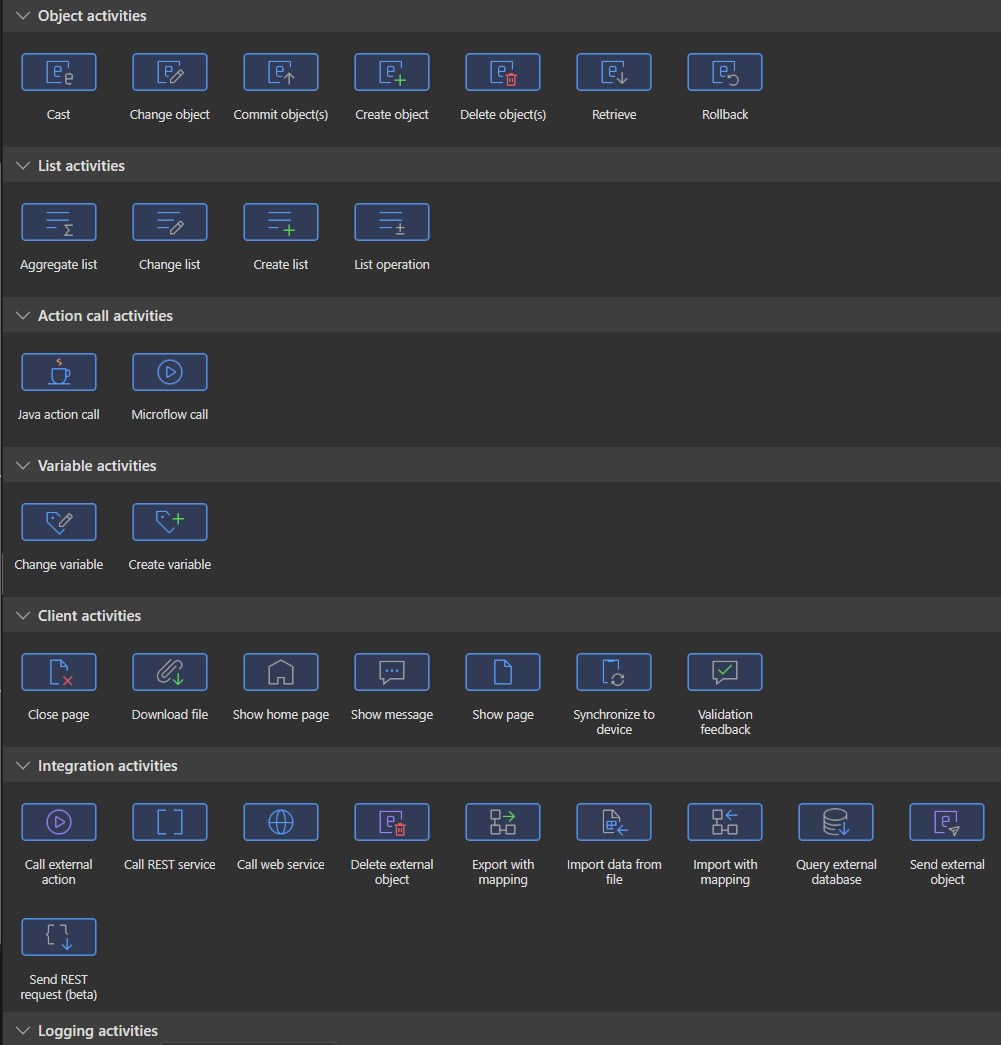 Object activities
Cast
Change object
Commit object(s)
Create object
Delete object(s)
Retrieve
Rollback
List activities
Aggregate list
Change list
Create list
List operation
Action call activities
Java action call
Microflow call
Variable activities
Change variable
Create variable
Client activities
Close page
Download file
Show home page
Show message
Show page
Synchronize to
device
Validation
feedback
Integration activities
Call external
action
Call REST service
Call web service
Delete external
object
Export with
mapping
Import data from
file
Import with
mapping
Query external
database
Send external
object
Send REST
request (beta)
Logging activities